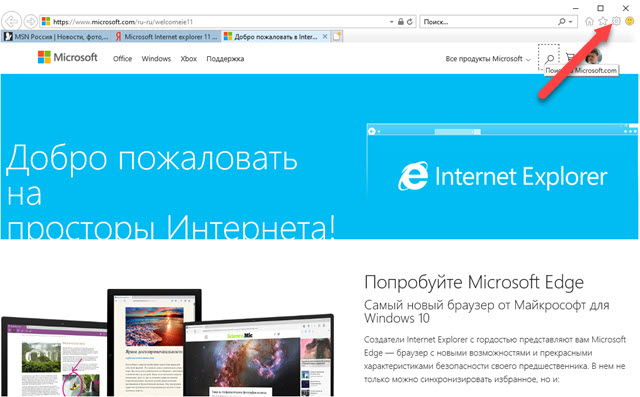 https://www.microsoft.com/ru-ru/welcomeie11
Поиск...
MSN Россия | Новости, фото,...
Microsoft internet explorer 11 ...
Добро пожаловать в Inter...
Microsoft Office Windows Xbox Поддержка Все продукты Microsoft
Microsoft.com
Добро пожаловать
на
просторы Интернета!
Internet Explorer
Попробуйте Microsoft Edge
Самый новый браузер от Майкрософт для
Windows 10
Создатели Internet Explorer с гордостью представляют вам Microsoft
Edge — браузер с новыми возможностями и прекрасными
характеристиками безопасности своего предшественника. В нем не
только можно синхронизировать избранное, но и:
ScienceMic